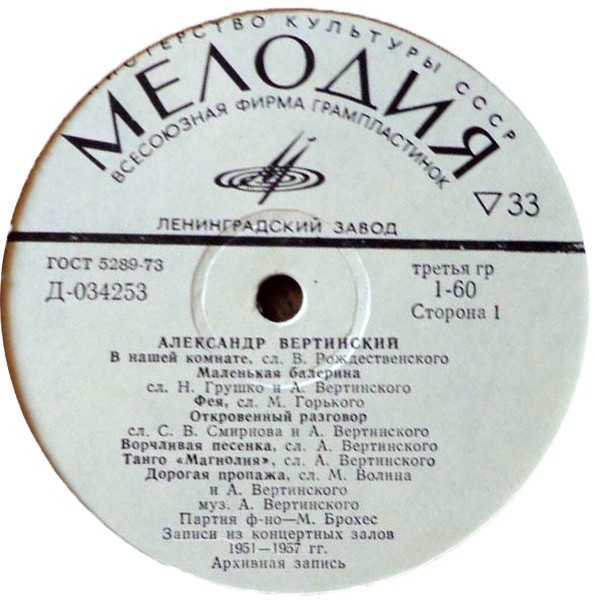 МИНИСТЕРСТВО КУЛЬТУРЫ СССР
МЕЛОДИЯ
ВСЕСОЮЗНАЯ ФИРМА ГРАМПЛАСТИНОК
33
ЛЕНИНГРАДСКИЙ ЗАВОД
ГОСТ 5289-73
Д-034253
третья гр
1-60
Сторона 1
АЛЕКСАНДР ВЕРТИНСКИЙ
В нашей комнате, сл. В. Рождественского
Маленькая балерина
сл. Н. Грушко и А. Вертинского
Фея, сл. М. Горького
Откровенный разговор
сл. С. В. Смирнова и А. Вертинского
Ворчливая песенка, сл. А. Вертинского
Танго «Магнолия», сл. А. Вертинского
Дорогая пропажа, сл. М. Волина
и А. Вертинского
муз. А. Вертинского
Партия ф-но—М. Брохес
Записи из концертных залов
1951—1957 гг.
Архивная запись